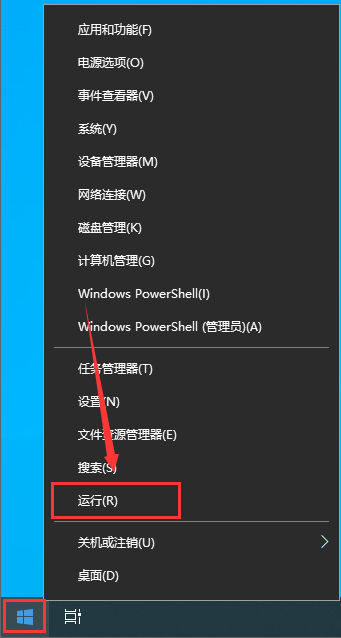 应用和功能(F)
电源选项(O)
事件查看器(V)
系统(Y)
设备管理器(M)
网络连接(W)
磁盘管理(K)
计算机管理(G)
Windows PowerShell(I)
Windows PowerShell (管理员)(A)
任务管理器(T)
设置(N)
文件资源管理器(E)
搜索(S)
运行(R)
关机或注销(U)
桌面(D)